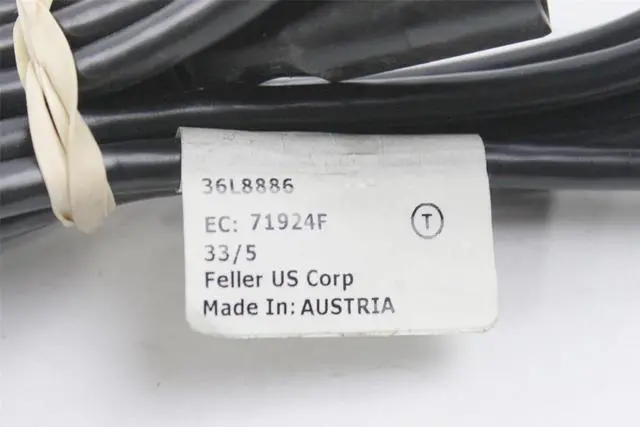 36L8886
EC: 71924F
T
33/5
Feller US Corp
Made In: AUSTRIA